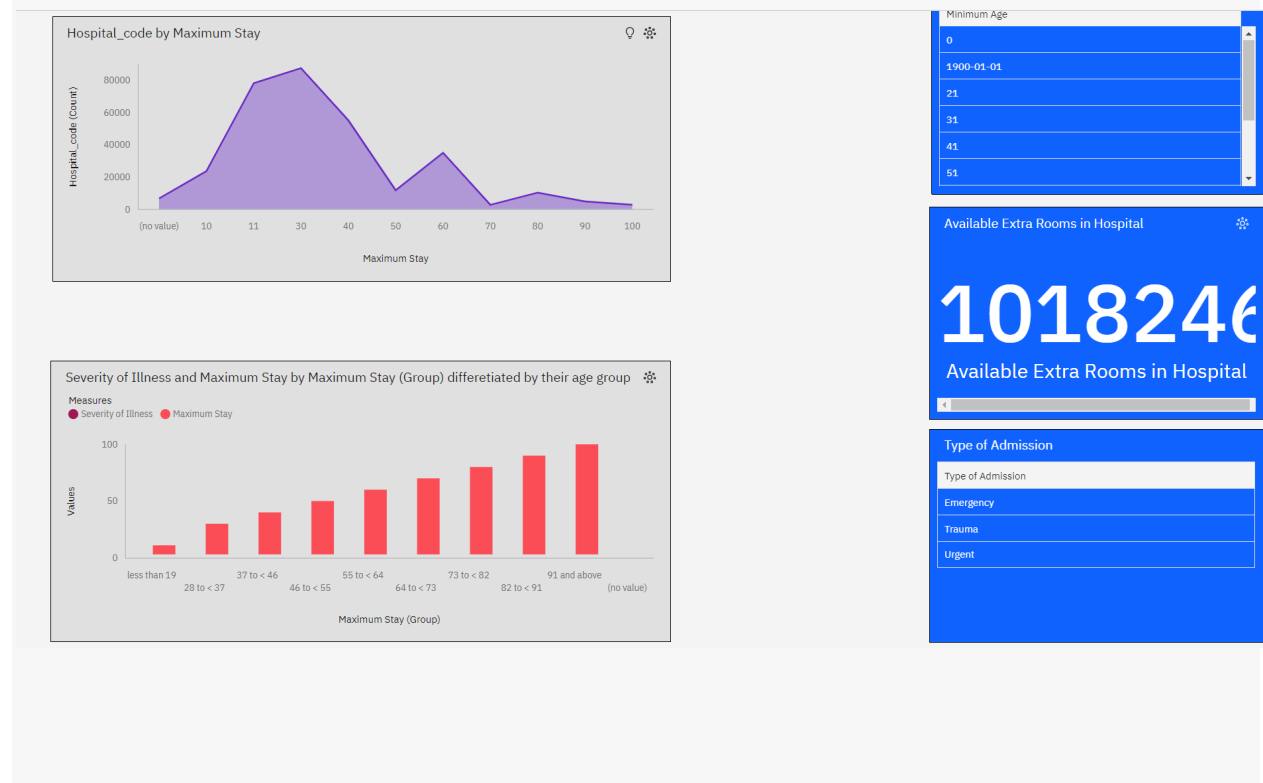 Hospital_code by Maximum Stay
Hospital_code (Count)
80000
60000
40000
20000
0
(no value) 10 11 30 40 50 60 70 80 90 100
Maximum Stay
Severity of Illness and Maximum Stay by Maximum Stay (Group) differetiated by their age group
Measures
Severity of Illness Maximum Stay
Values
100
50
0
less than 19 37 to < 46 55 to < 64 73 to < 82 91 and above
28 to < 37 46 to < 55 64 to < 73 82 to < 91 (no value)
Maximum Stay (Group)
Minimum Age
0
1900-01-01
21
31
41
51
Available Extra Rooms in Hospital
1018246
Available Extra Rooms in Hospital
Type of Admission
Type of Admission
Emergency
Trauma
Urgent